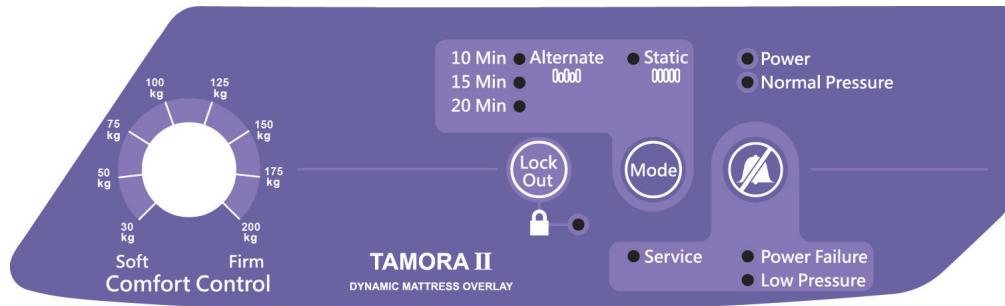 10 Min Alternate Static
15 Min
20 Min
Power
Normal Pressure
100 kg
125 kg
75 kg
150 kg
50 kg
175 kg
30 kg
200 kg
Soft Firm
Comfort Control
Lock
Out
Mode
TAMORA II
DYNAMIC MATTRESS OVERLAY
Service
Power Failure
Low Pressure